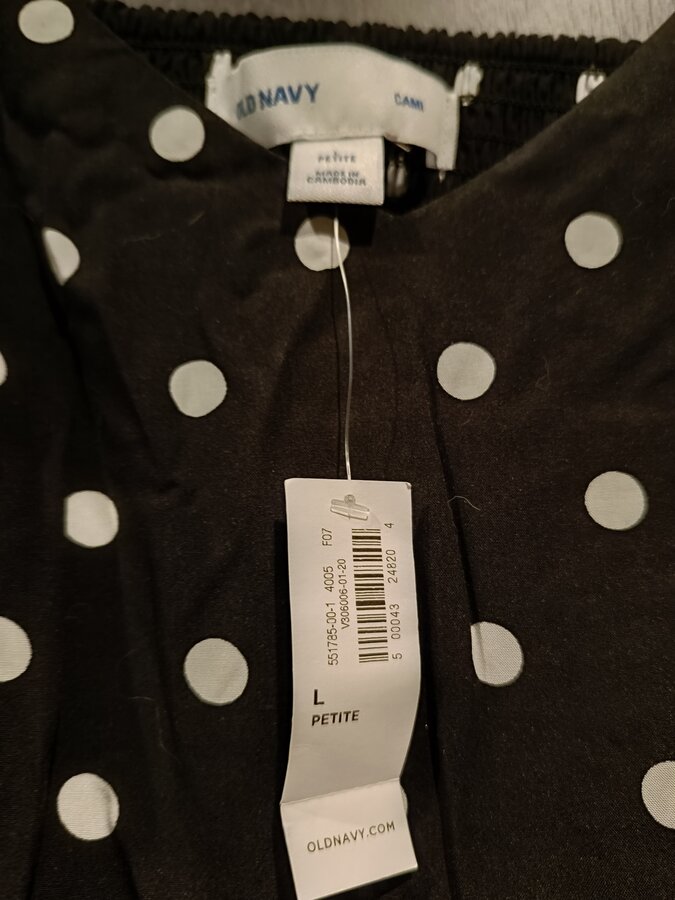 OLD NAVY
CAMI
L
PETITE
MADE IN
CAMBODIA
551785-00-1 4005 F07
V306006-01-20
5 00043 24820 4
L
PETITE
OLDNAVY.COM